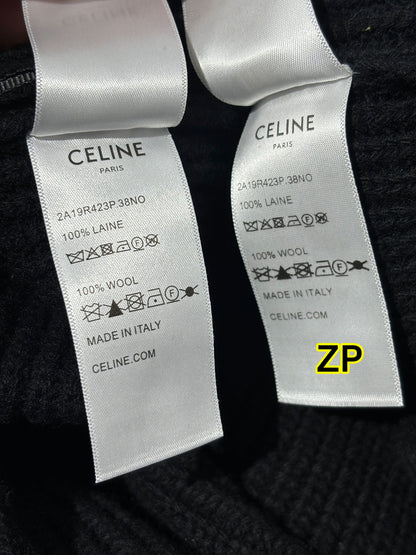 CELINE
PARIS
2A19R423P.38NO
100% LAINE
100% WOOL
MADE IN ITALY
CELINE.COM
CELINE
PARIS
2A19R423P.38NO
100% LAINE
100% WOOL
MADE IN ITALY
CELINE.COM
ZP